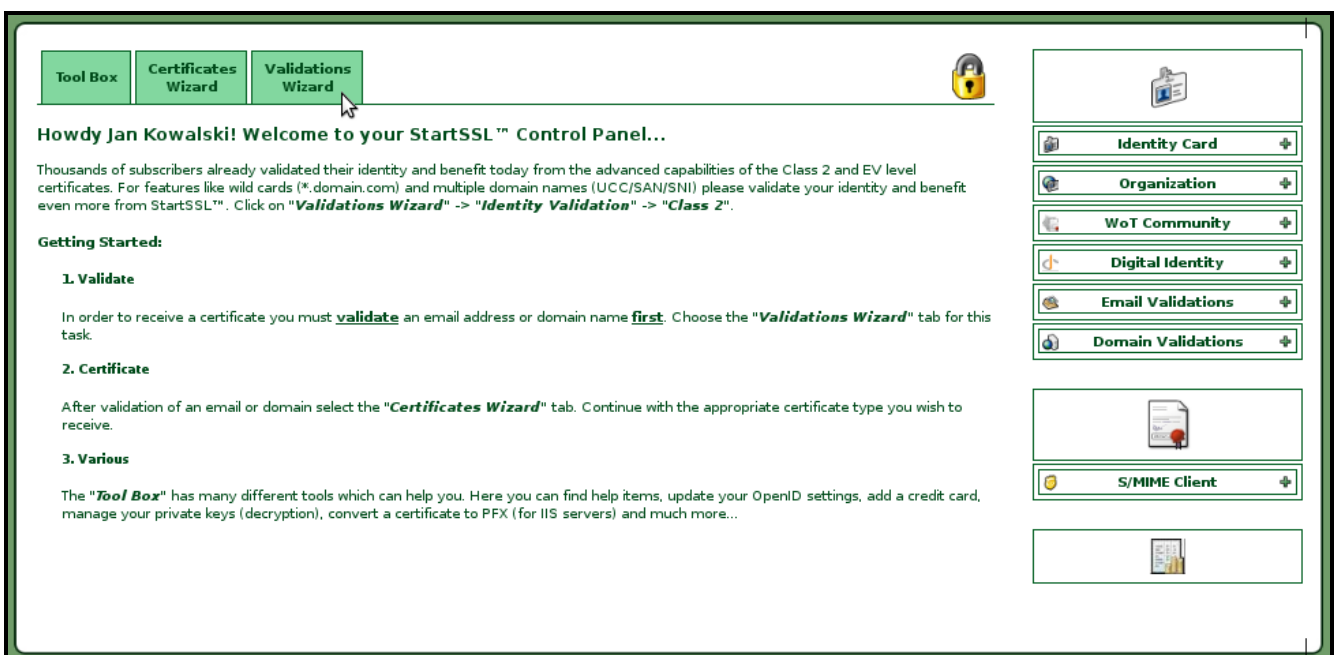 Tool Box
Certificates
Wizard
Validations
Wizard
Howdy Jan Kowalski! Welcome to your StartSSL™ Control Panel...
Thousands of subscribers already validated their identity and benefit today from the advanced capabilities of the Class 2 and EV level
certificates. For features like wild cards (*.domain.com) and multiple domain names (UCC/SAN/SNI) please validate your identity and benefit
even more from StartSSL™. Click on "Validations Wizard" -> "Identity Validation" -> "Class 2".
Getting Started:
1. Validate
In order to receive a certificate you must validate an email address or domain name first. Choose the "Validations Wizard" tab for this
task.
2. Certificate
After validation of an email or domain select the "Certificates Wizard" tab. Continue with the appropriate certificate type you wish to
receive.
3. Various
The "Tool Box" has many different tools which can help you. Here you can find help items, update your OpenID settings, add a credit card,
manage your private keys (decryption), convert a certificate to PFX (for IIS servers) and much more...
Identity Card
Organization
WoT Community
Digital Identity
Email Validations
Domain Validations
S/MIME Client